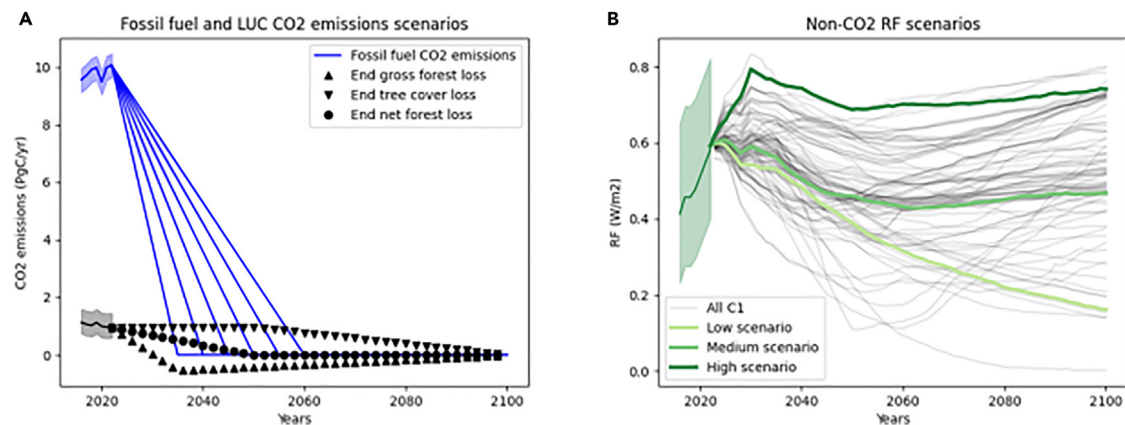 A
Fossil fuel and LUC CO2 emissions scenarios
CO2 emissions (PgC/yr)
10
8
6
4
2
0
Fossil fuel CO2 emissions
End gross forest loss
End tree cover loss
End net forest loss
2020 2040 2060 2080 2100
Years
B
Non-CO2 RF scenarios
RF (W/m2)
0.8
0.6
0.4
0.2
0.0
All C1
Low scenario
Medium scenario
High scenario
2020 2040 2060 2080 2100
Years